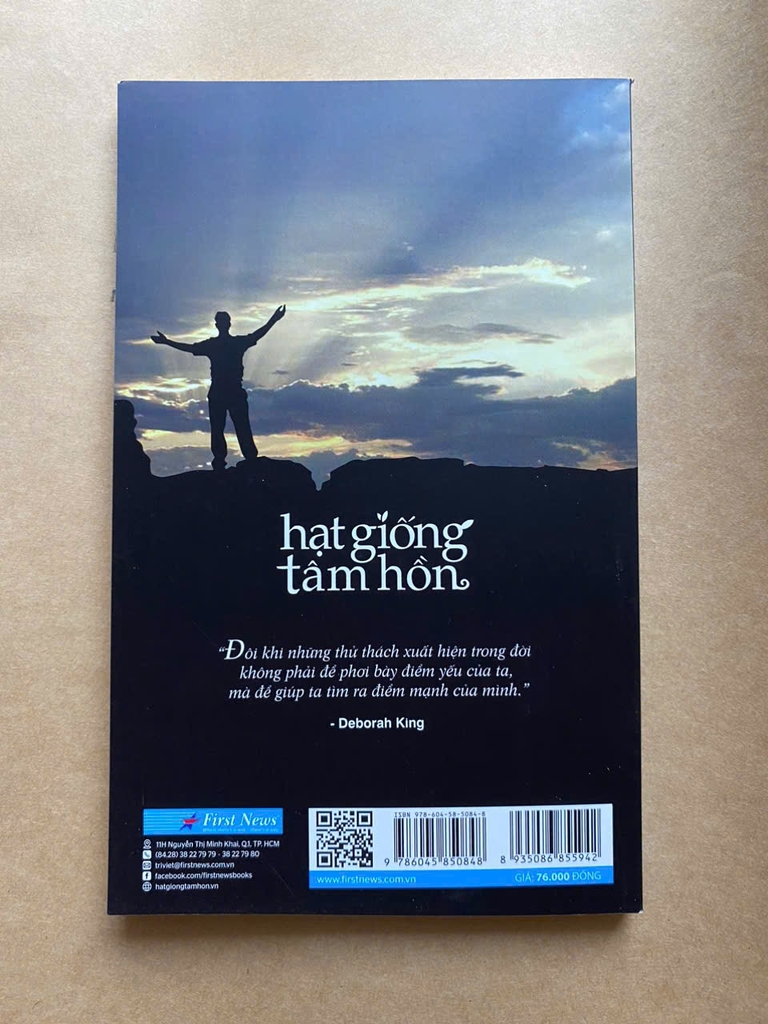 hạt giống
tâm hồn
“Đôi khi những thử thách xuất hiện trong đời
không phải để phơi bày điểm yếu của ta,
mà để giúp ta tìm ra điểm mạnh của mình.”
- Deborah King
First News
11H Nguyễn Thị Minh Khai, Q.1, TP. HCM
(84.28) 38 22 79 79 - 38 22 79 80
triviet@firstnews.com.vn
facebook.com/firstnewsbooks
hatgiongtamhon.vn
ISBN 978-604-58-5084-8
9 786045 850848
8 935086 855942
www.firstnews.com.vn
GIÁ: 76.000 ĐỒNG